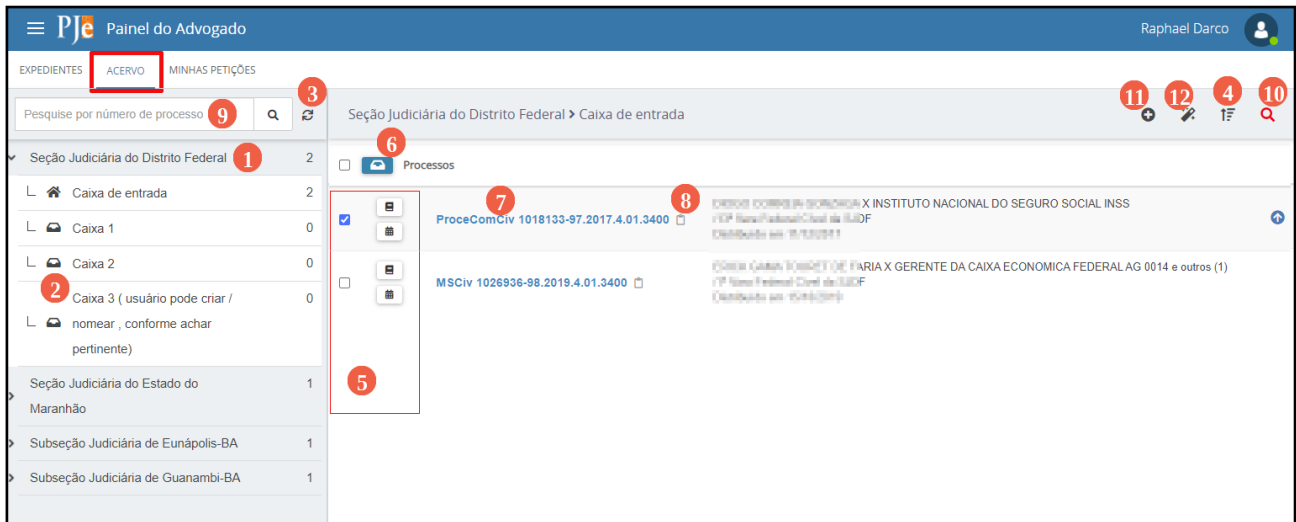 PJe Painel do Advogado
Raphael Darco
EXPEDIENTES ACERVO MINHAS PETIÇÕES
Pesquise por número de processo 9
3
Seção Judiciária do Distrito Federal > Caixa de entrada
11 12 4 10
Seção Judiciária do Distrito Federal 1 2
Caixa de entrada 2
Caixa 1 0
Caixa 2 0
2
Caixa 3 ( usuário pode criar / 0
nomear , conforme achar
pertinente)
Seção Judiciária do Estado do 1
Maranhão
Subseção Judiciária de Eunápolis-BA 1
Subseção Judiciária de Guanambi-BA 1
6
Processos
7 8
ProceComCiv 1018133-97.2017.4.01.3400
X INSTITUTO NACIONAL DO SEGURO SOCIAL INSS
MSCiv 1026936-98.2019.4.01.3400
FARIA X GERENTE DA CAIXA ECONOMICA FEDERAL AG 0014 e outros (1)
5